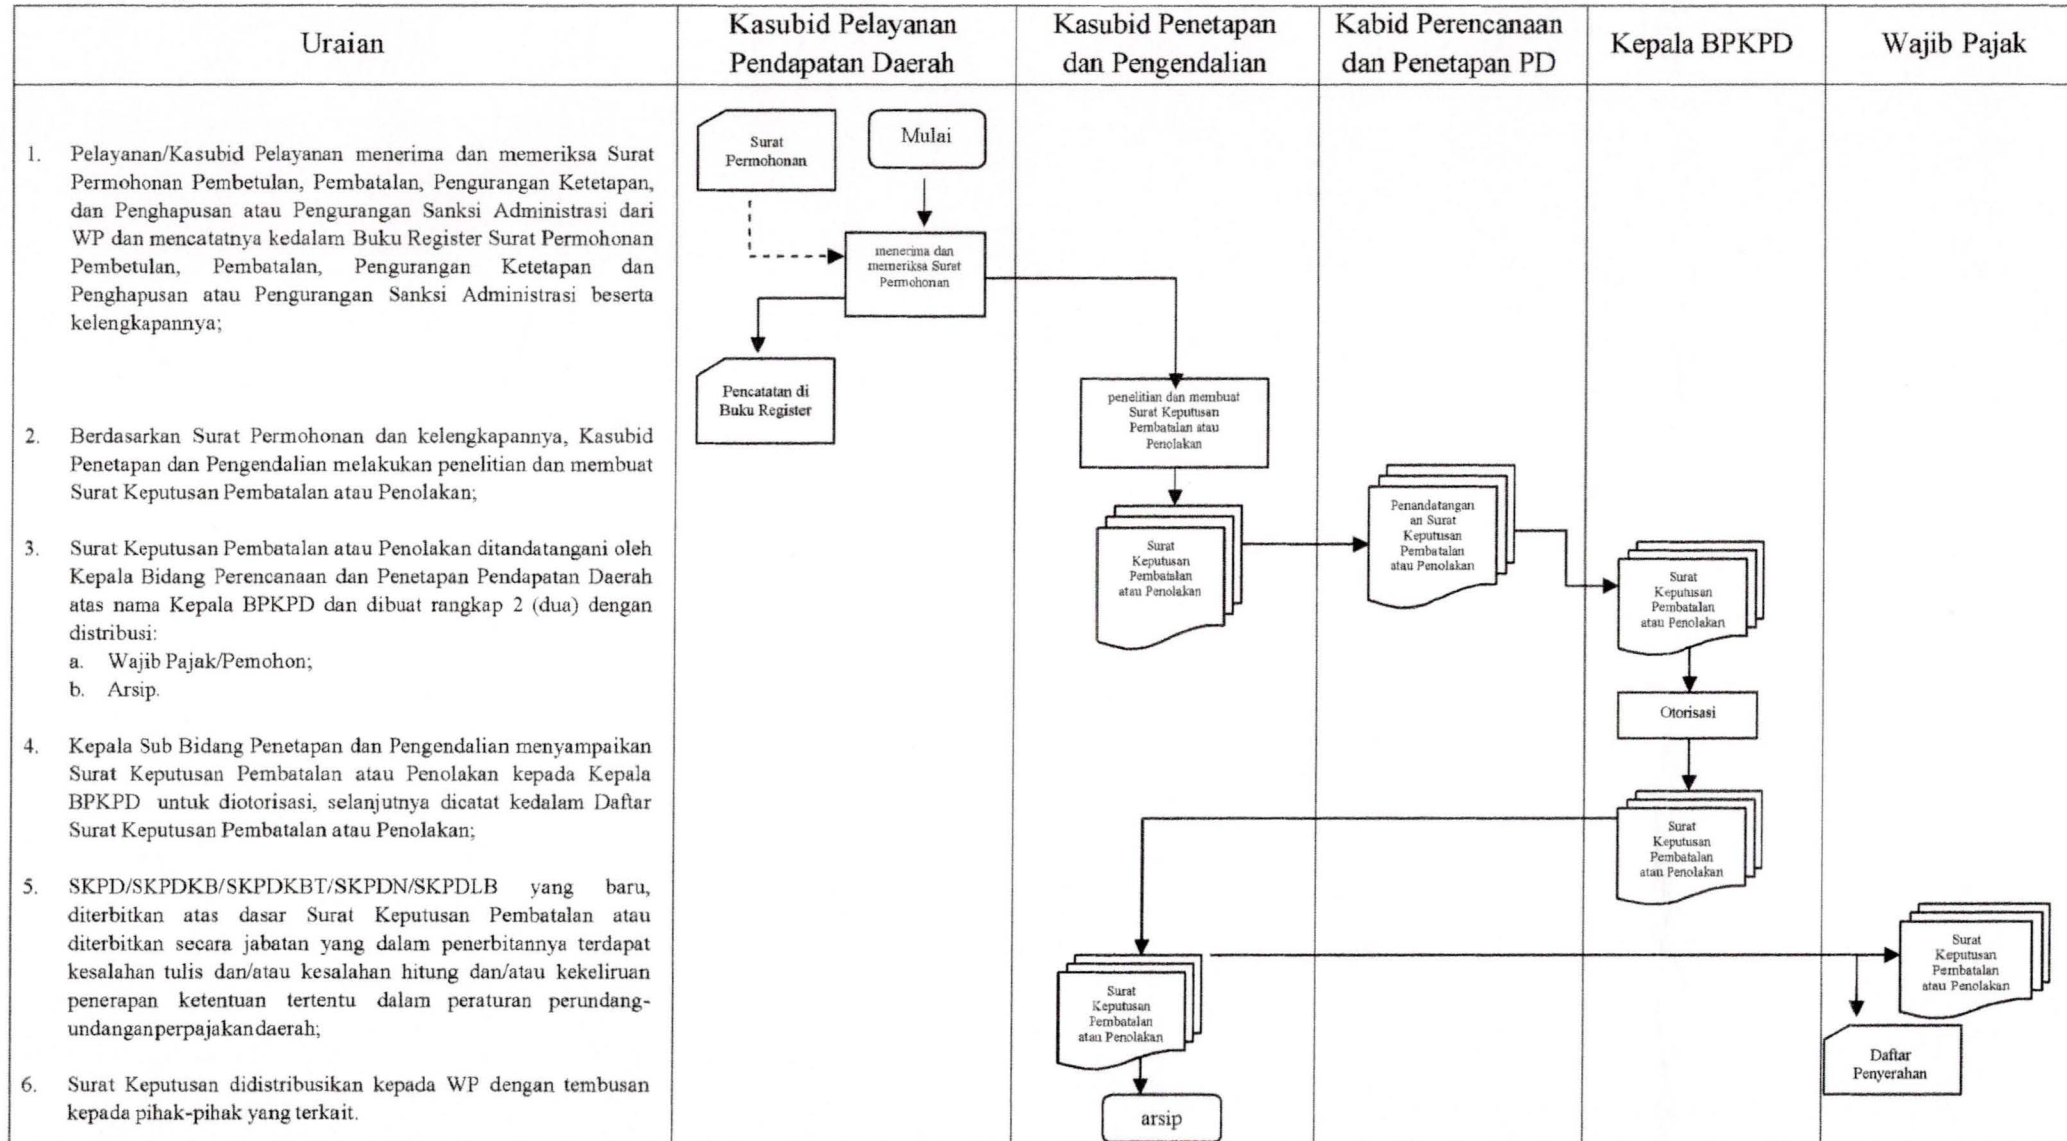 Uraian
Kasubid Pelayanan
Pendapatan Daerah
Kasubid Penetapan
dan Pengendalian
Kabid Perencanaan
dan Penetapan PD
Kepala BPKPD
Wajib Pajak
1. Pelayanan/Kasubid Pelayanan menerima dan memeriksa Surat
Permohonan Pembetulan, Pembatalan, Pengurangan Ketetapan,
dan Penghapusan atau Pengurangan Sanksi Administrasi dari
WP dan mencatatnya kedalam Buku Register Surat Permohonan
Pembetulan, Pembatalan, Pengurangan Ketetapan dan
Penghapusan atau Pengurangan Sanksi Administrasi beserta
kelengkapannya;
2. Berdasarkan Surat Permohonan dan kelengkapannya, Kasubid
Penetapan dan Pengendalian melakukan penelitian dan membuat
Surat Keputusan Pembatalan atau Penolakan;
3. Surat Keputusan Pembatalan atau Penolakan ditandatangani oleh
Kepala Bidang Perencanaan dan Penetapan Pendapatan Daerah
atas nama Kepala BPKPD dan dibuat rangkap 2 (dua) dengan
distribusi:
a. Wajib Pajak/Pemohon;
b. Arsip.
4. Kepala Sub Bidang Penetapan dan Pengendalian menyampaikan
Surat Keputusan Pembatalan atau Penolakan kepada Kepala
BPKPD untuk diotorisasi, selanjutnya dicatat kedalam Daftar
Surat Keputusan Pembatalan atau Penolakan;
5. SKPD/SKPDKB/SKPDKBT/SKPDN/SKPDLB yang baru,
diterbitkan atas dasar Surat Keputusan Pembatalan atau
diterbitkan secara jabatan yang dalam penerbitannya terdapat
kesalahan tulis dan/atau kesalahan hitung dan/atau kekeliruan
penerapan ketentuan tertentu dalam peraturan perundang-
undanganperpajakandaerah;
6. Surat Keputusan didistribusikan kepada WP dengan tembusan
kepada pihak-pihak yang terkait.
Surat
Permohonan
Mulai
menerima dan
memeriksa Surat
Permohonan
Pencatatan di
Buku Register
penelitian dan membuat
Surat Keputusan
Pembatalan atau
Penolakan
Surat
Keputusan
Pembatalan
atau Penolakan
Penandatangan
an Surat
Keputusan
Pembatalan
atau Penolakan
Surat
Keputusan
Pembatalan
atau Penolakan
Otorisasi
Surat
Keputusan
Pembatalan
atau Penolakan
Surat
Keputusan
Pembatalan
atau Penolakan
arsip
Surat
Keputusan
Pembatalan
atau Penolakan
Daftar
Penyerahan